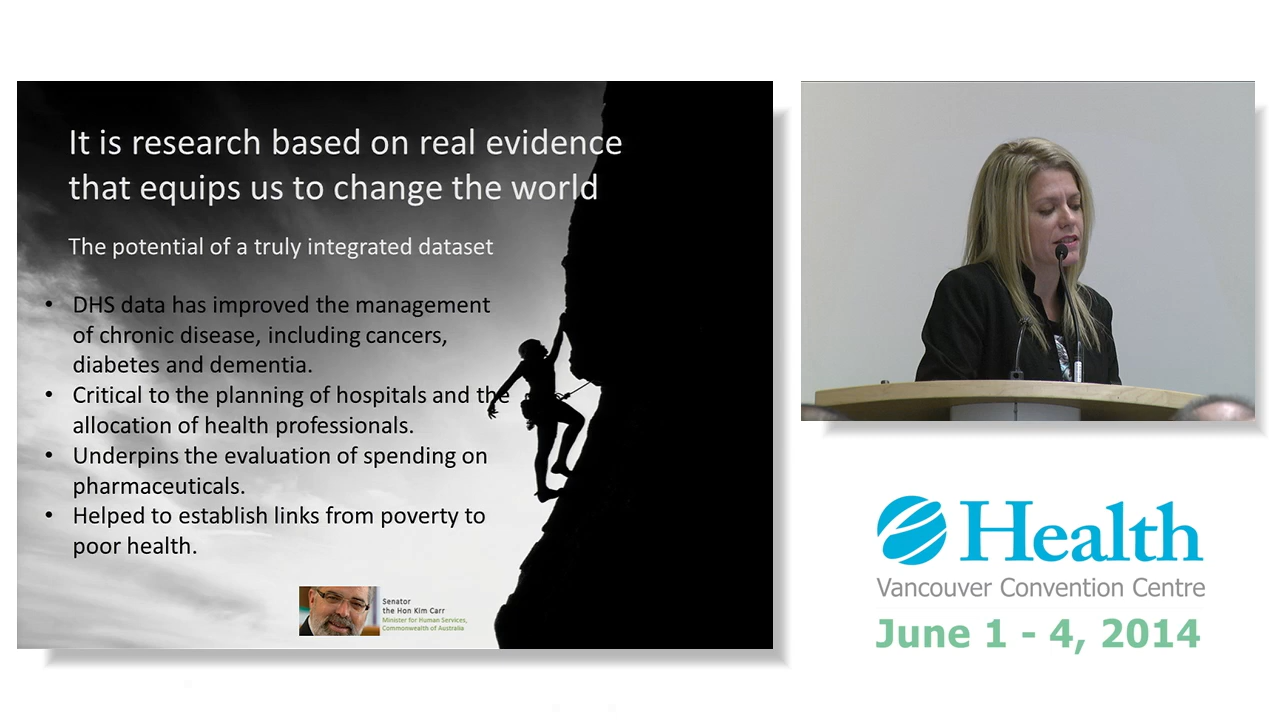 It is research based on real evidence
that equips us to change the world
The potential of a truly integrated dataset
• DHS data has improved the management
of chronic disease, including cancers,
diabetes and dementia.
• Critical to the planning of hospitals and the
allocation of health professionals.
• Underpins the evaluation of spending on
pharmaceuticals.
• Helped to establish links from poverty to
poor health.
Senator
the Hon Kim Carr
Minister for Human Services,
Commonwealth of Australia
Health
Vancouver Convention Centre
June 1 - 4, 2014